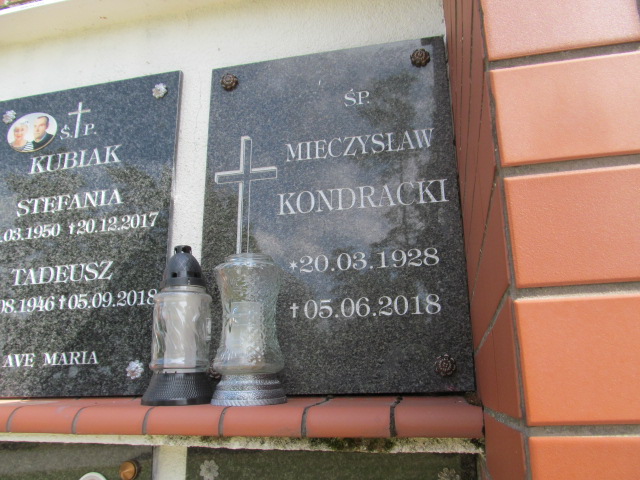 Ś.P.
KUBIAK
STEFANIA
.03.1950 †20.12.2017
TADEUSZ
08.1946 †05.09.2018
AVE MARIA
ŚP.
MIECZYSŁAW
KONDRACKI
*20.03.1928
†05.06.2018